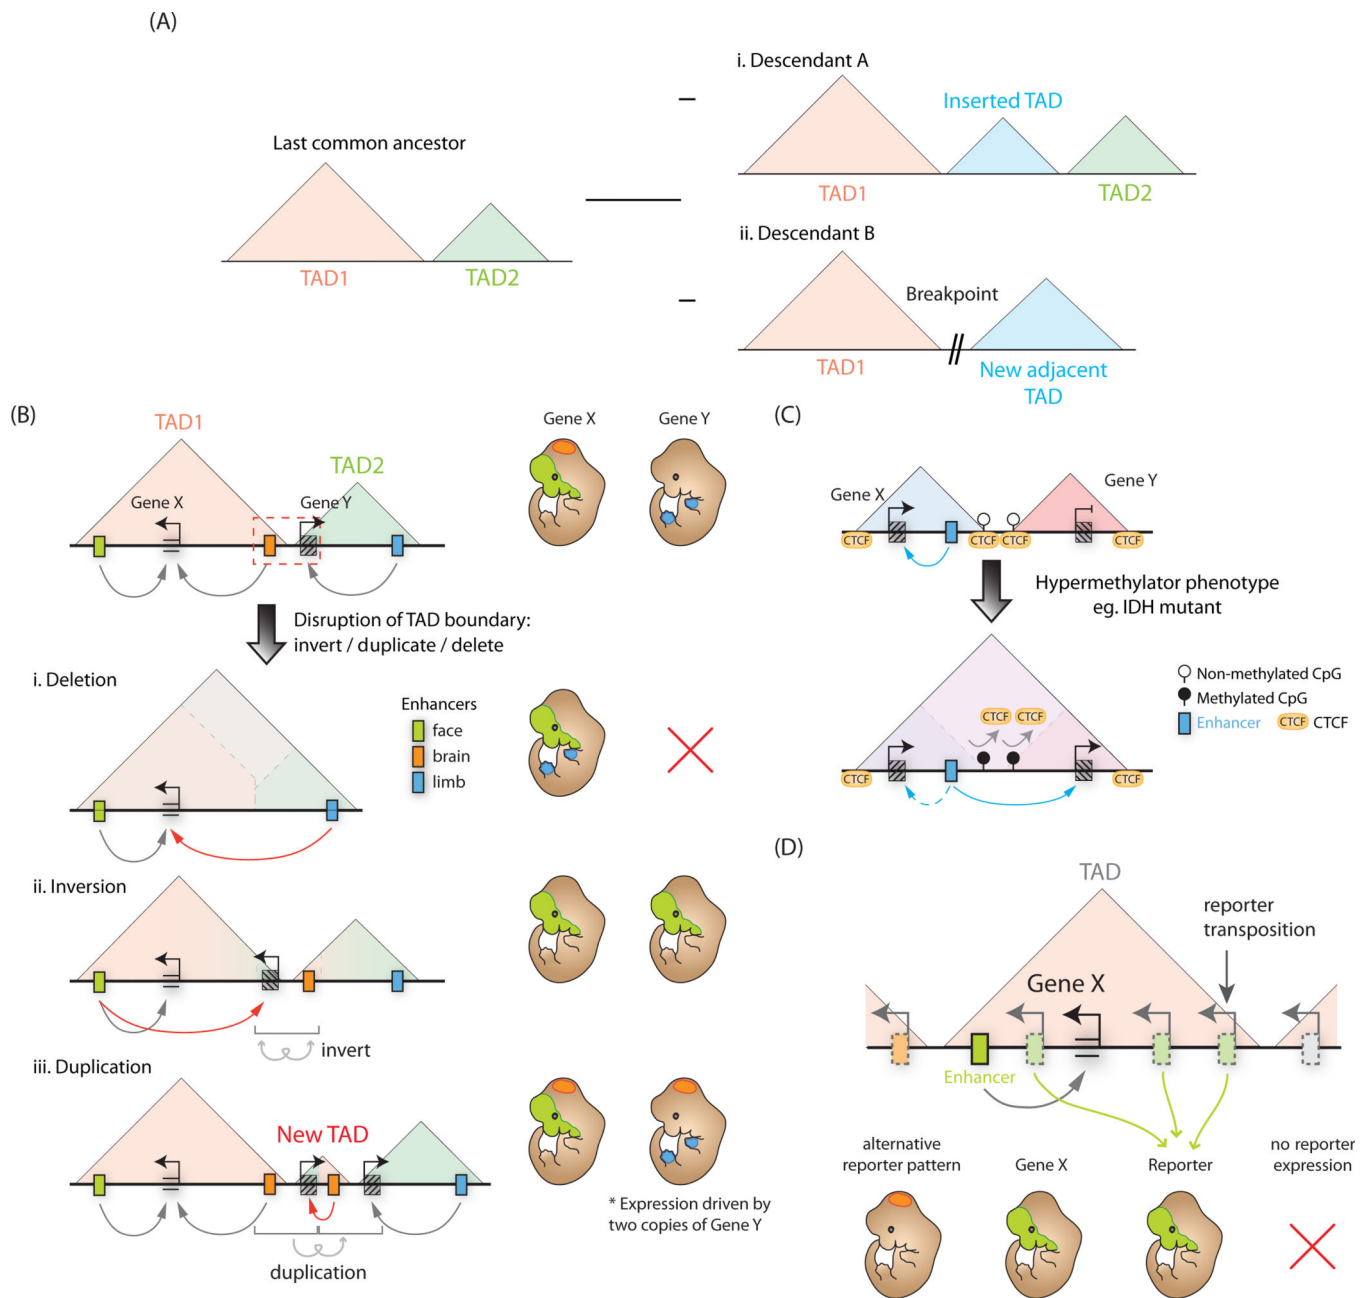 (A)
i. Descendant A
Inserted TAD
Last common ancestor
TAD1
TAD2
TAD1
TAD2
ii. Descendant B
Breakpoint
TAD1
New adjacent
TAD
(B)
TAD1
TAD2
Gene X
Gene Y
Gene X
Gene Y
Disruption of TAD boundary:
invert / duplicate / delete
i. Deletion
Enhancers
face
brain
limb
ii. Inversion
invert
iii. Duplication
New TAD
duplication
* Expression driven by
two copies of Gene Y
(C)
Gene X
Gene Y
CTCF
CTCF
CTCF
CTCF
Hypermethylator phenotype
eg. IDH mutant
CTCF
CTCF
CTCF
CTCF
Non-methylated CpG
Methylated CpG
Enhancer
CTCF
CTCF
(D)
TAD
reporter
transposition
Gene X
Enhancer
alternative
reporter pattern
Gene X
Reporter
no reporter
expression